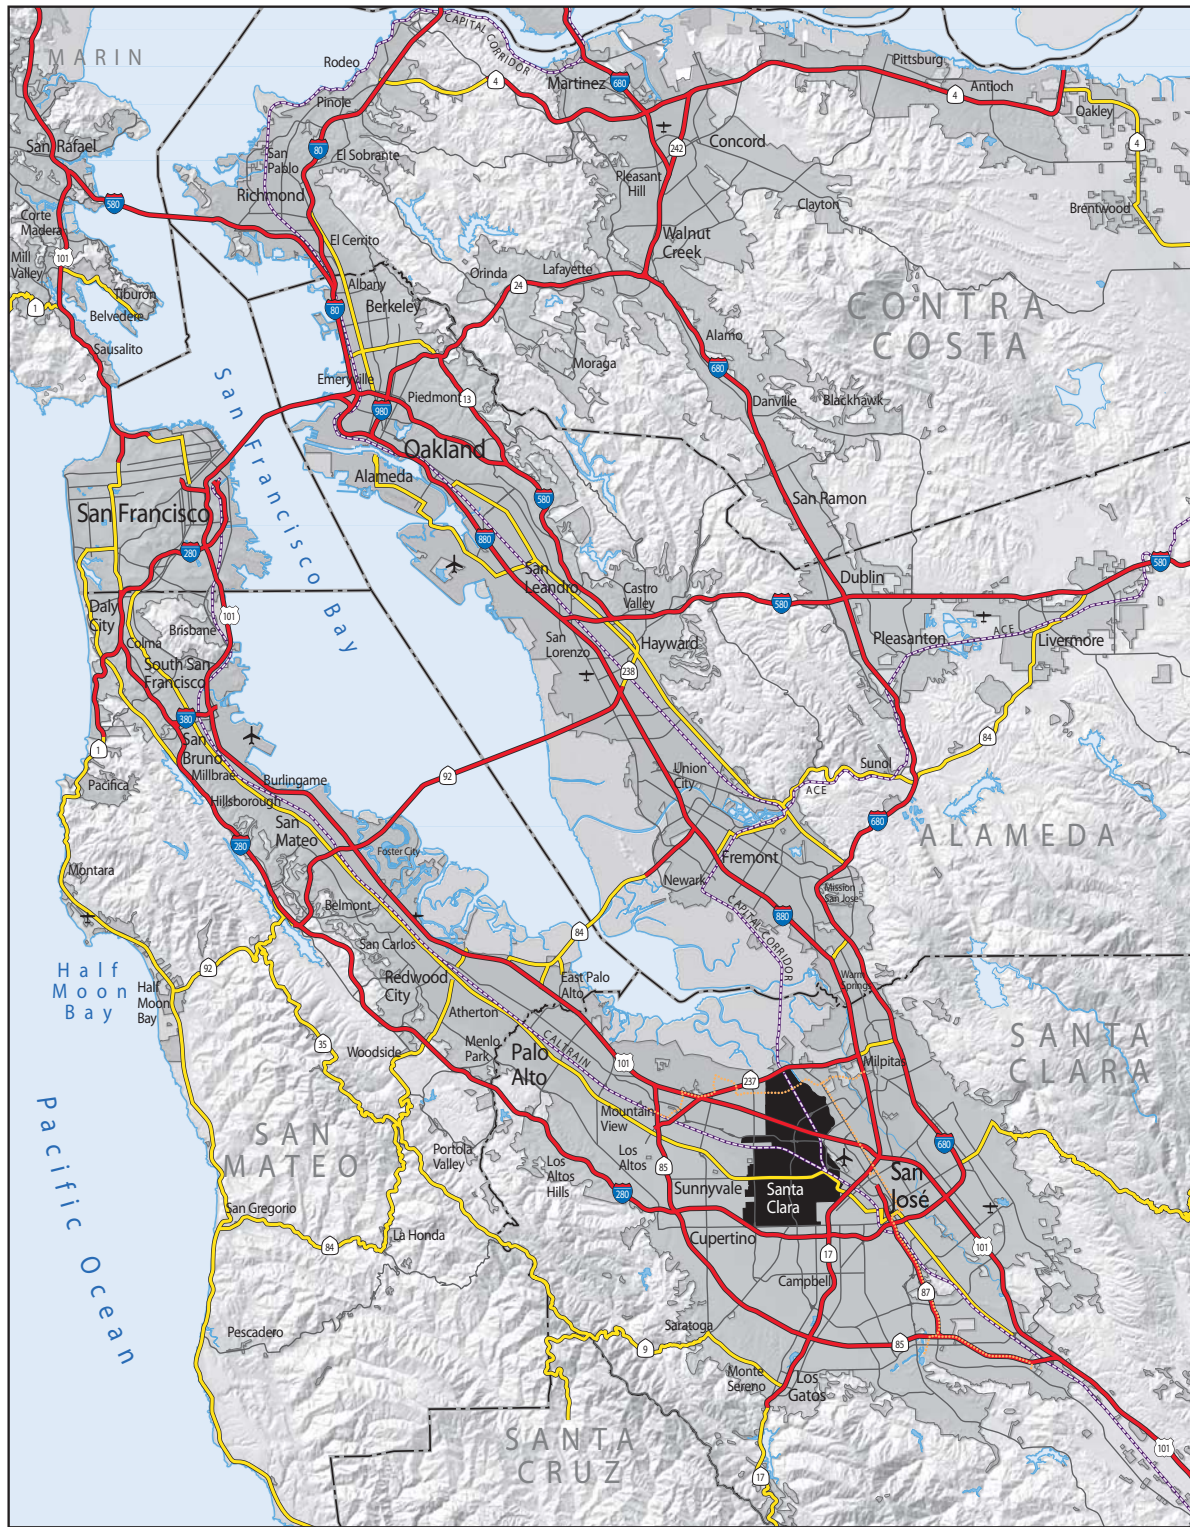 MARIN
CAPITAL CORRIDOR
Rodeo
Martinez
680
4
Pittsburg
4
Antioch
Oakley
Pinole
80
San
Pablo
El Sobrante
Concord
242
4
San Rafael
Richmond
Pleasant
Hill
Clayton
Brentwood
580
Corte
Madera
El Cerrito
Walnut
Creek
101
Mill
Valley
Albany
Berkeley
Orinda
24
Lafayette
Tiburon
Belvedere
1
80
CONTRA
COSTA
Sausalito
Alamo
680
Moraga
Emeryville
Piedmont
13
980
Danville
Blackhawk
San Francisco Bay
Oakland
Alameda
San Ramon
580
San Francisco
880
280
580
San
Leandro
Castro
Valley
Dublin
580
Daly
City
101
Brisbane
Colma
San
Lorenzo
Hayward
Pleasanton
ACE
Livermore
South San
Francisco
238
380
San
Bruno
1
84
Millbrae
Burlingame
92
Union
City
Sunol
ACE
Pacifica
Hillsborough
San
Mateo
680
ALAMEDA
280
Foster City
Fremont
Montara
Newark
Mission
San Jose
Belmont
880
CAPITAL CORRIDOR
San Carlos
84
Half
Moon
Bay
92
Half
Moon
Bay
Redwood
City
East Palo
Alto
Warm
Springs
Atherton
SANTA
CLARA
35
Woodside
Menlo
Park
Palo
Alto
CALTRAIN
101
237
Milpitas
Pacific Ocean
Mountain
View
SAN
MATEO
Portola
Valley
Los
Altos
Hills
Los
Altos
85
680
280
Sunnyvale
Santa
Clara
San
José
San Gregorio
84
La Honda
Cupertino
17
101
Campbell
87
Pescadero
Saratoga
9
85
Monte
Sereno
Los
Gatos
SANTA
CRUZ
101
17